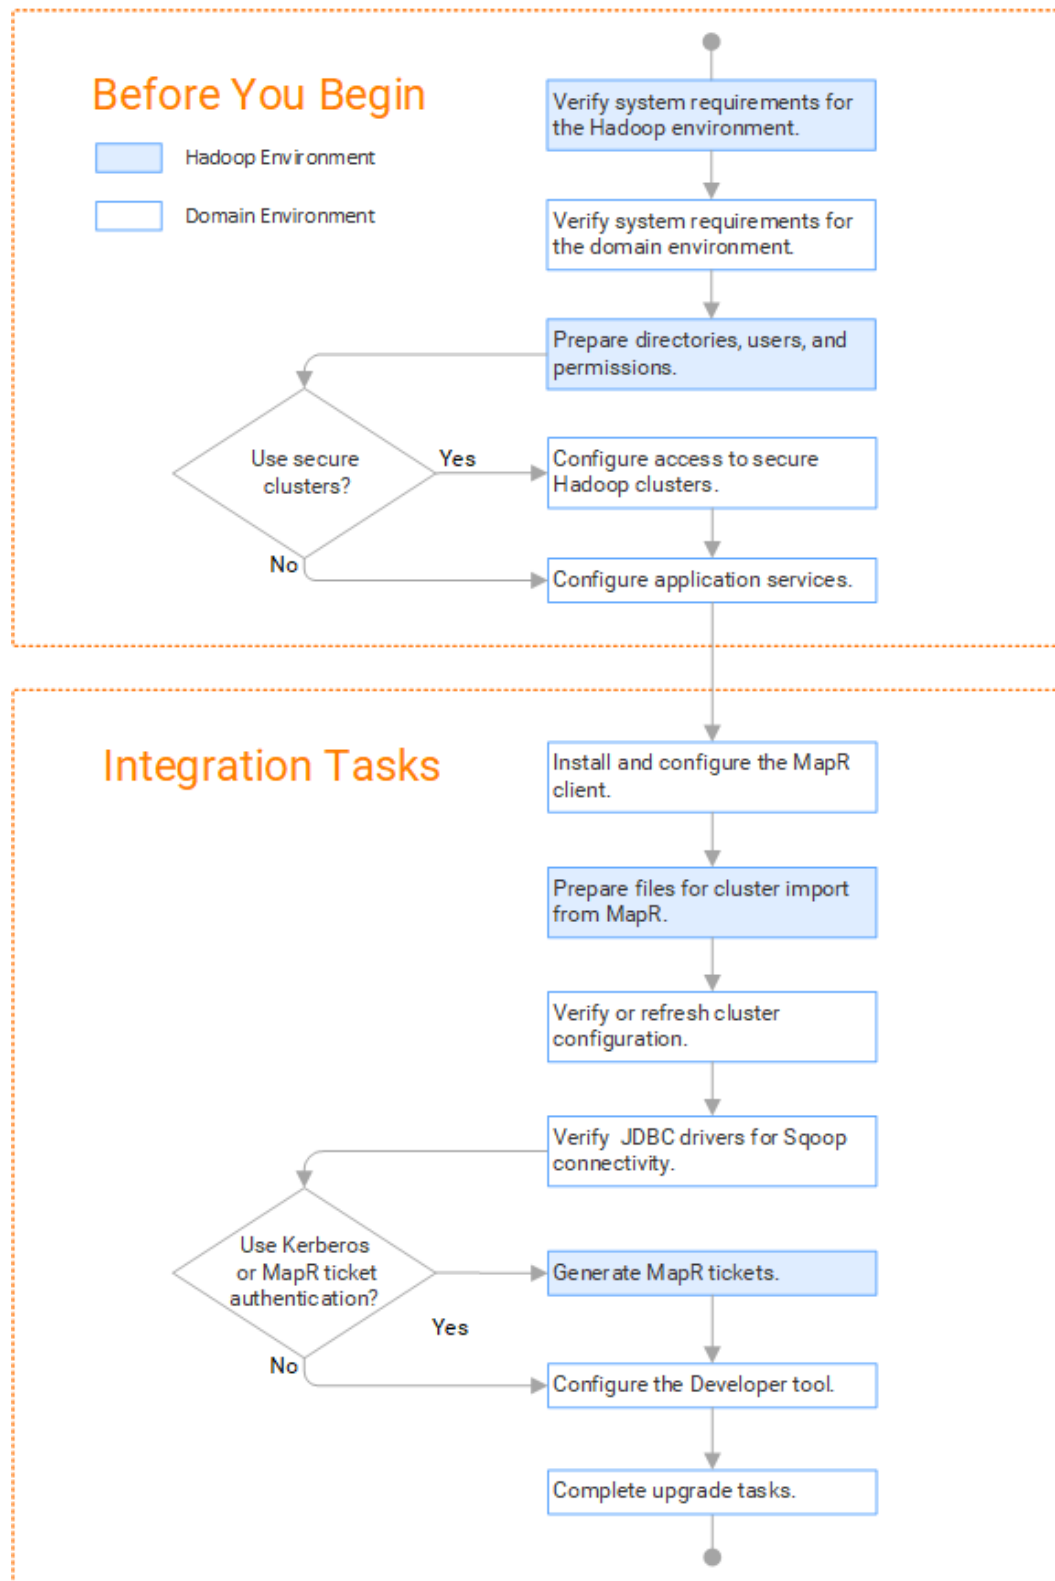 Before You Begin
Hadoop Environment
Domain Environment
Verify system requirements for
the Hadoop environment.
Verify system requirements for
the domain environment.
Prepare directories, users, and
permissions.
Use secure
clusters?
Yes
Configure access to secure
Hadoop clusters.
No
Configure application services.
Integration Tasks
Install and configure the MapR
client.
Prepare files for cluster import
from MapR.
Verify or refresh cluster
configuration.
Verify JDBC drivers for Sqoop
connectivity.
Use Kerberos
or MapR ticket
authentication?
Yes
Generate MapR tickets.
No
Configure the Developer tool.
Complete upgrade tasks.